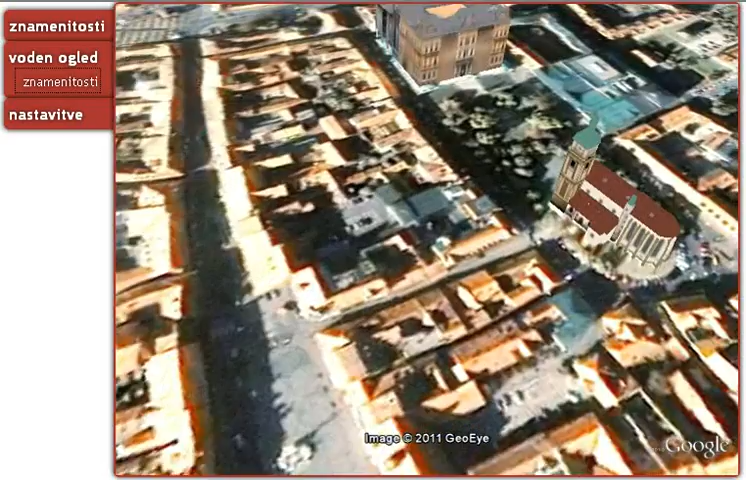 znamenitosti
voden ogled
znamenitosti
nastavitve
Image © 2011 GeoEye
Google